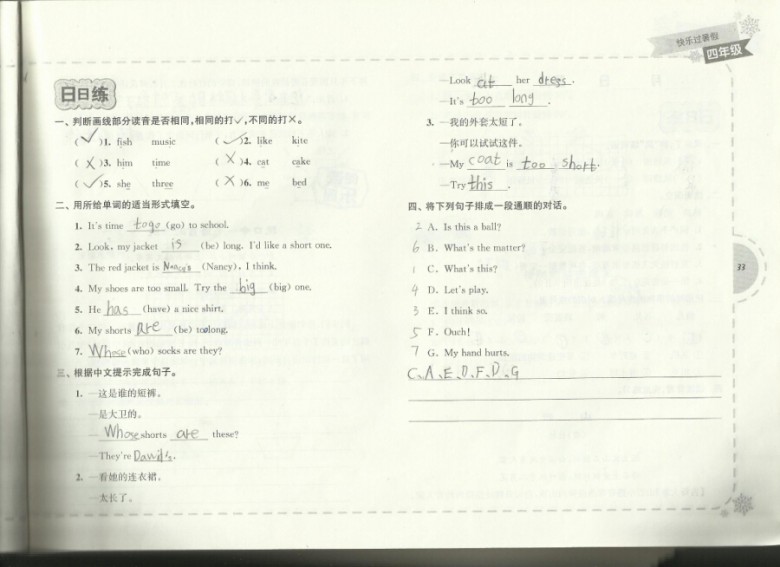 快乐过暑假
四年级
日日练
一、判断画线部分读音是否相同,相同的打✓,不同的打×。
(✓)1. fish music (✓)2. like kite
(×)3. him time (×)4. cat cake
(✓)5. she three (×)6. me bed
二、用所给单词的适当形式填空。
1. It's time togo (go) to school.
2. Look, my jacket is (be) long. I'd like a short one.
3. The red jacket is Nancy's (Nancy), I think.
4. My shoes are too small. Try the big (big) one.
5. He has (have) a nice shirt.
6. My shorts are (be) too long.
7. Whose (who) socks are they?
三、根据中文提示完成句子。
1. —这是谁的短裤。
—是大卫的。
—Whose shorts are these?
—They're David's.
2. —看她的连衣裙。
—太长了。
—Look at her dress.
—It's too long.
3. —我的外套太短了。
—你可以试试这件。
—My coat is too short.
—Try this.
四、将下列句子排成一段通顺的对话。
2 A. Is this a ball?
6 B. What's the matter?
1 C. What's this?
4 D. Let's play.
3 E. I think so.
5 F. Ouch!
7 G. My hand hurts.
C、A、E、D、F、D、G
33